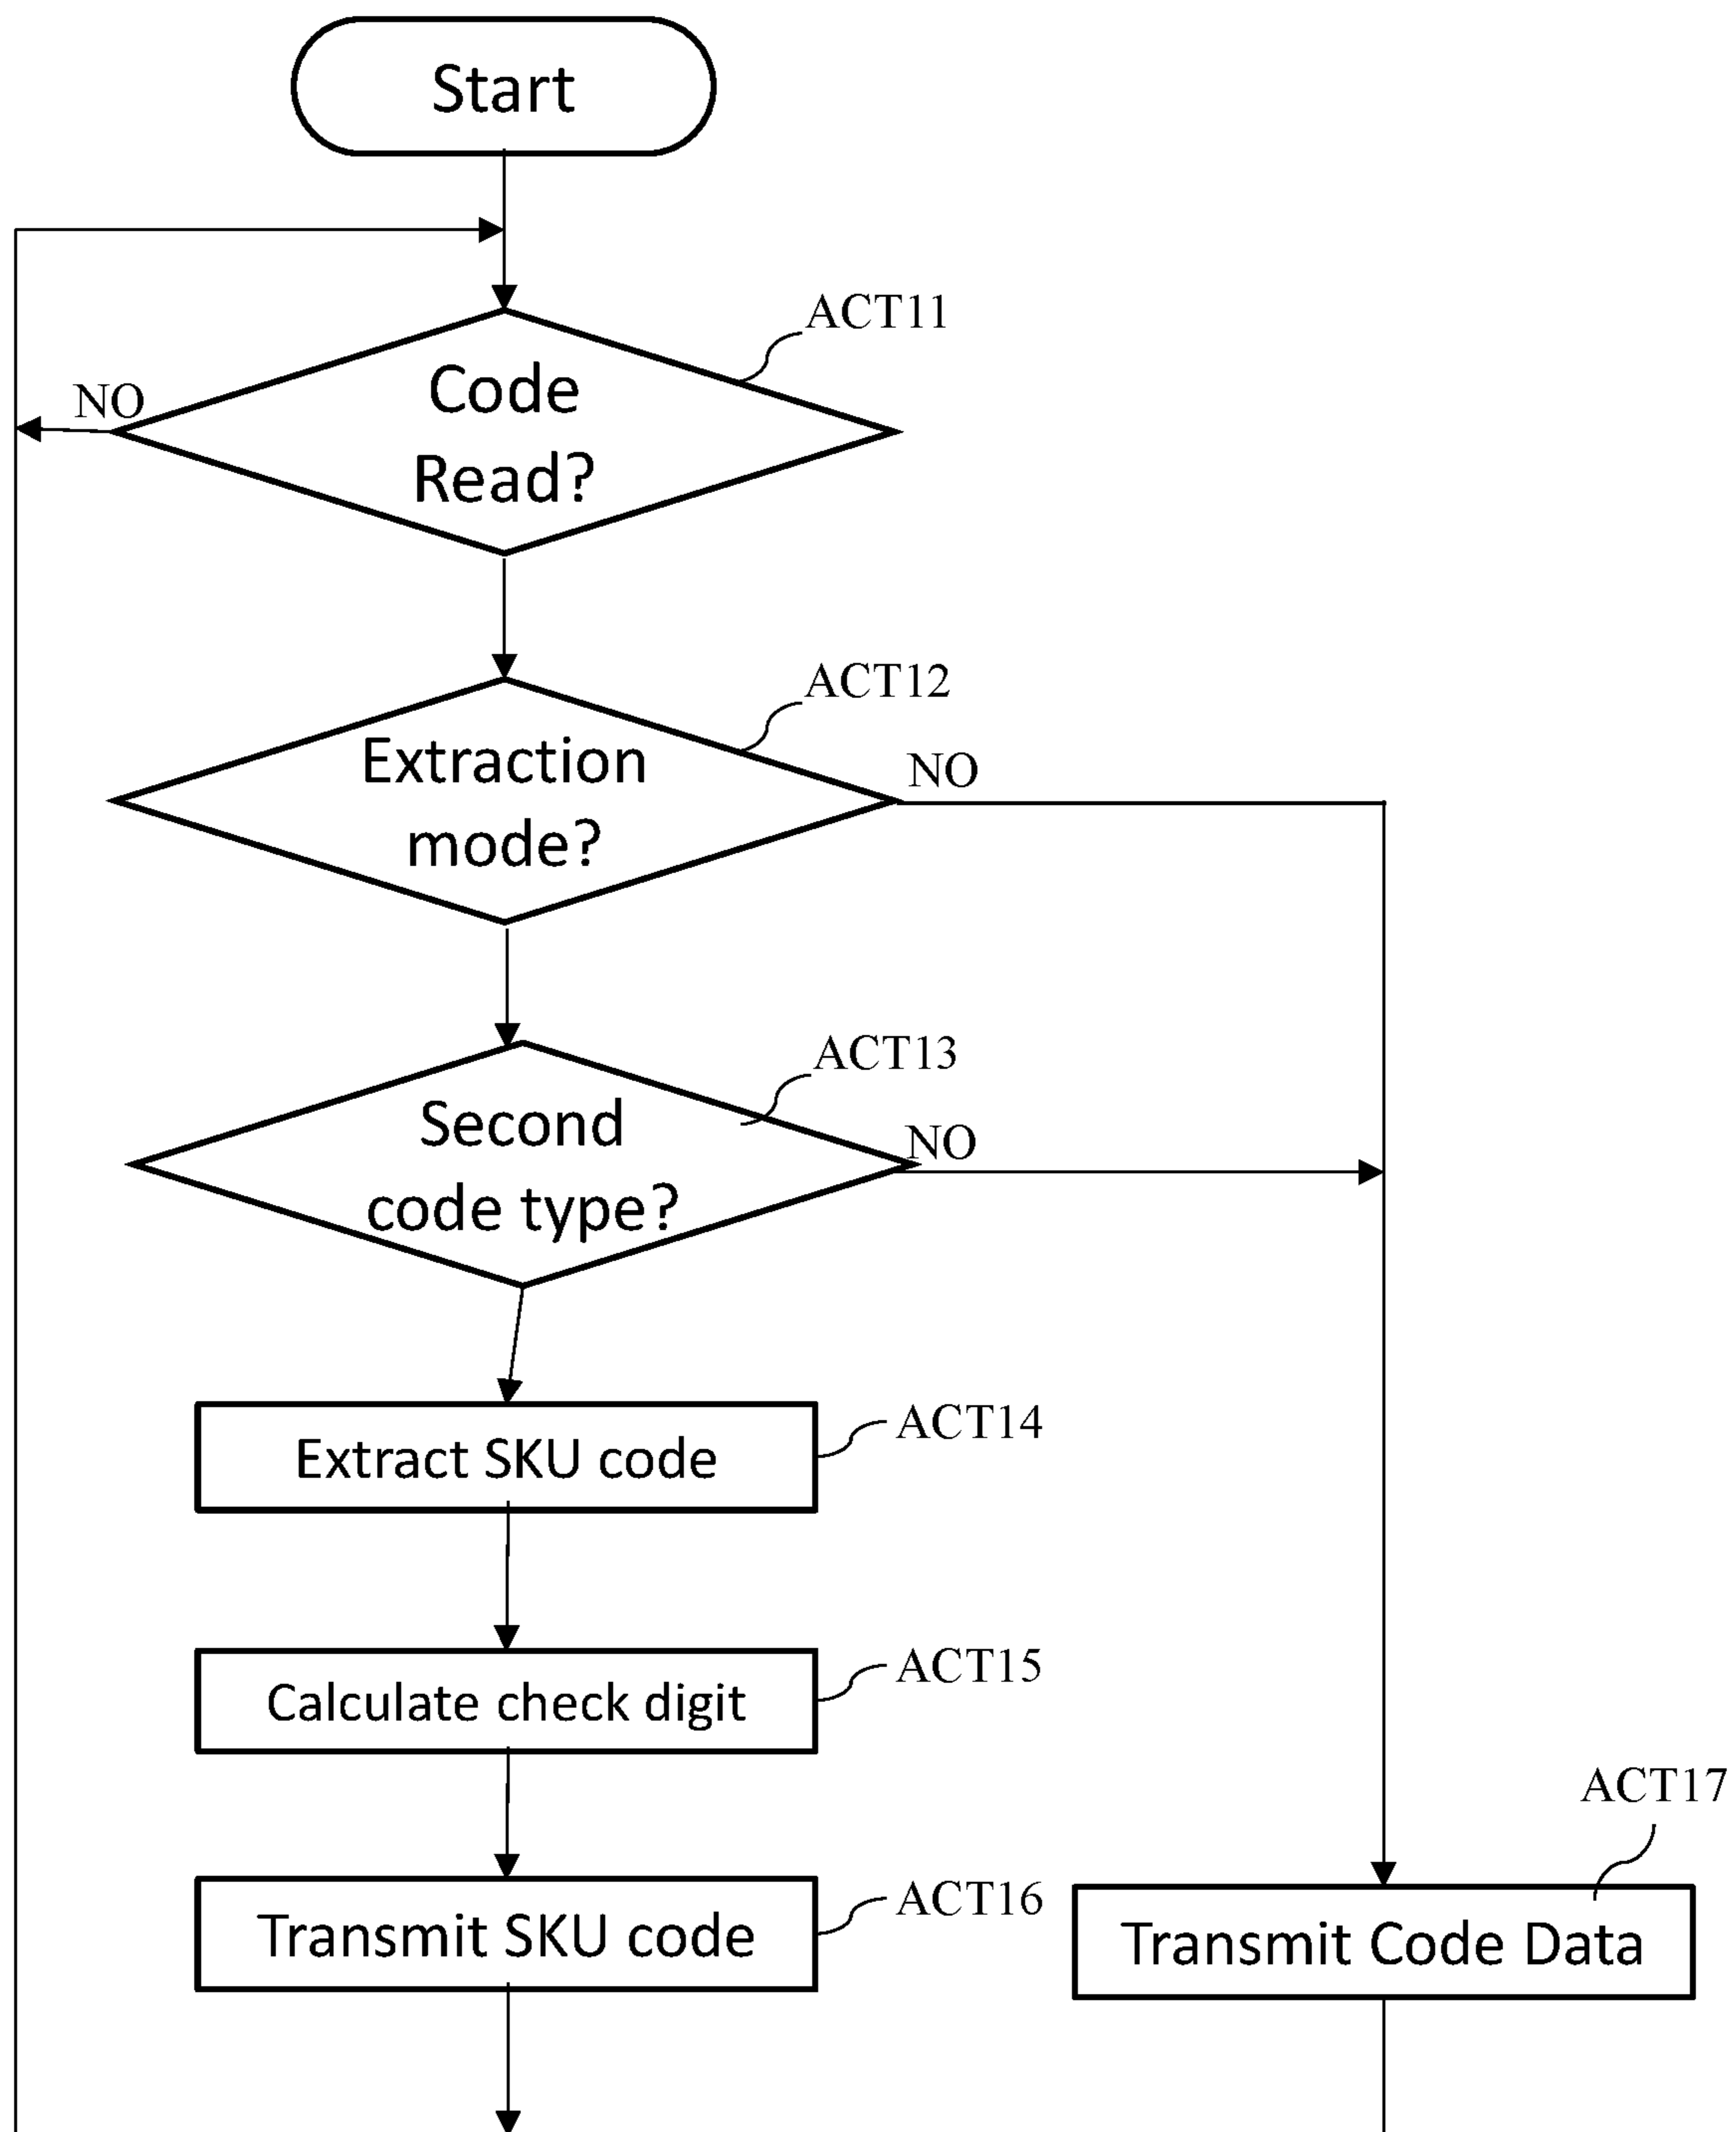 Start
ACT11
Code
Read?
NO
ACT12
Extraction
mode?
NO
ACT13
Second
code type?
NO
ACT14
Extract SKU code
ACT15
Calculate check digit
ACT17
ACT16
Transmit SKU code
Transmit Code Data